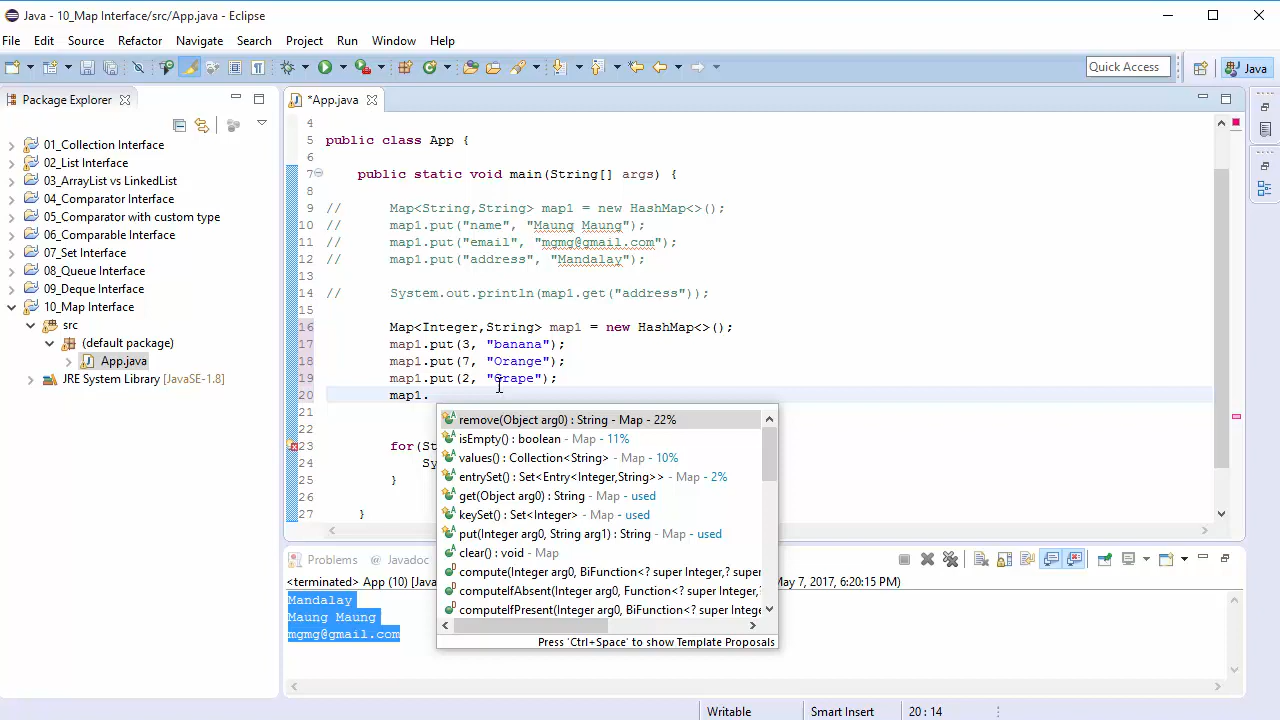 Java - 10_Map Interface/src/App.java - Eclipse
File Edit Source Refactor Navigate Search Project Run Window Help
Quick Access
Java
Package Explorer
01_Collection Interface
02_List Interface
03_ArrayList vs LinkedList
04_Comparator Interface
05_Comparator with custom type
06_Comparable Interface
07_Set Interface
08_Queue Interface
09_Deque Interface
10_Map Interface
src
(default package)
App.java
JRE System Library [JavaSE-1.8]
*App.java
4
5 public class App {
6
7 public static void main(String[] args) {
8
9 // Map<String,String> map1 = new HashMap<>();
10 // map1.put("name", "Maung Maung");
11 // map1.put("email", "mgmg@gmail.com");
12 // map1.put("address", "Mandalay");
13
14 // System.out.println(map1.get("address"));
15
16 Map<Integer,String> map1 = new HashMap<>();
17 map1.put(3, "banana");
18 map1.put(7, "Orange");
19 map1.put(2, "Grape");
20 map1.
21
22
23 for(St
24 Sy
25 }
26
27 }
remove(Object arg0) : String - Map - 22%
isEmpty() : boolean - Map - 11%
values() : Collection<String> - Map - 10%
entrySet() : Set<Entry<Integer,String>> - Map - 2%
get(Object arg0) : String - Map - used
keySet() : Set<Integer> - Map - used
put(Integer arg0, String arg1) : String - Map - used
clear() : void - Map
compute(Integer arg0, BiFunction<? super Integer,? super
computeIfAbsent(Integer arg0, Function<? super Integer,
computeIfPresent(Integer arg0, BiFunction<? super Intege
Press 'Ctrl+Space' to show Template Proposals
Problems Javadoc
<terminated> App (10) [Java May 7, 2017, 6:20:15 PM)
Mandalay
Maung Maung
mgmg@gmail.com
Writable Smart Insert 20 : 14